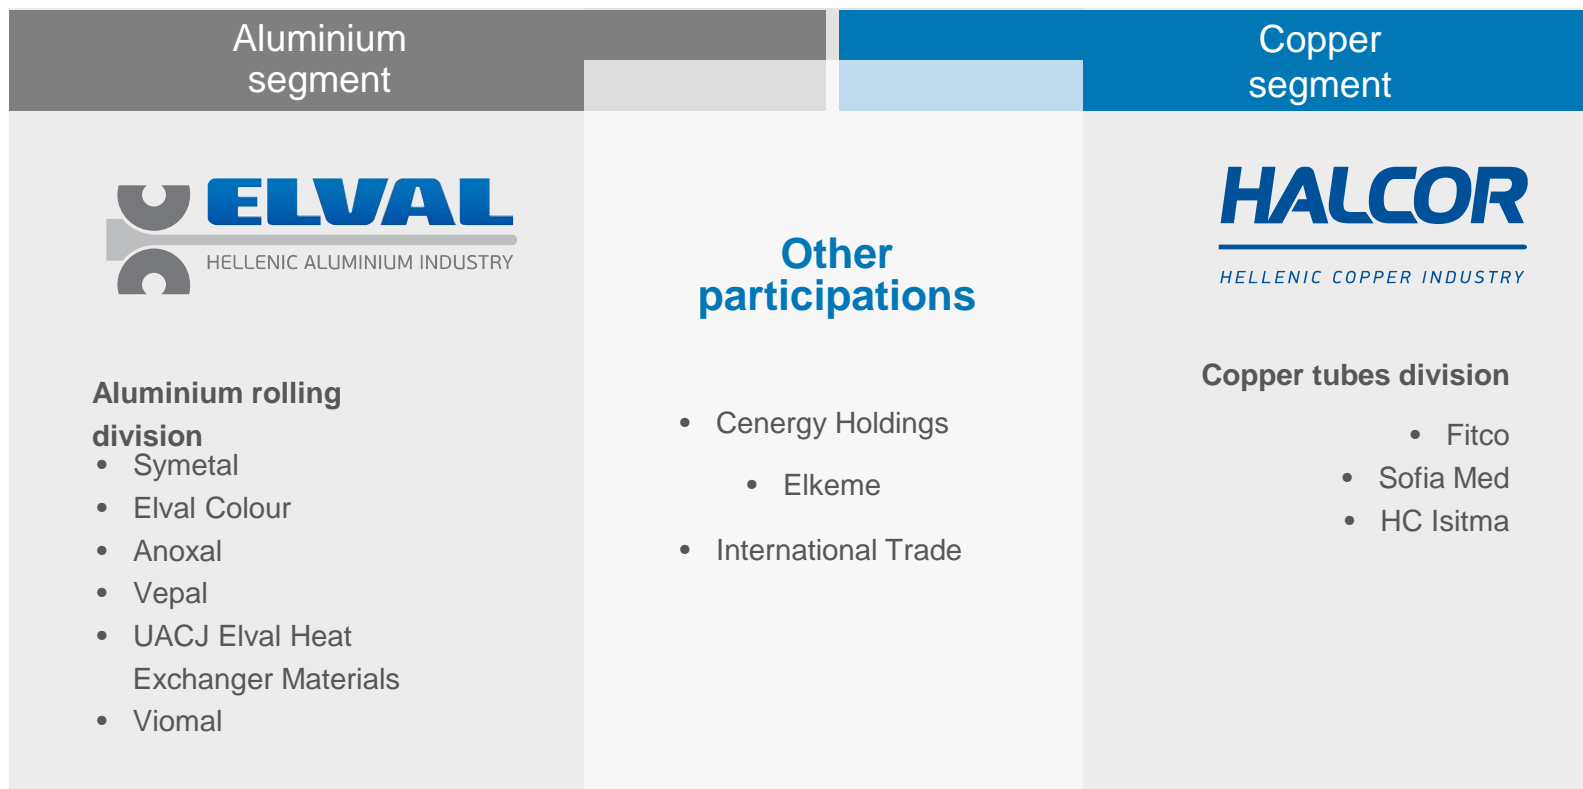 Aluminium
segment
Copper
segment
ELVAL
HELLENIC ALUMINIUM INDUSTRY
Aluminium rolling
division
• Symetal
• Elval Colour
• Anoxal
• Vepal
• UACJ Elval Heat
Exchanger Materials
• Viomal
Other
participations
• Cenergy Holdings
• Elkeme
• International Trade
HALCOR
HELLENIC COPPER INDUSTRY
Copper tubes division
• Fitco
• Sofia Med
• HC Isitma